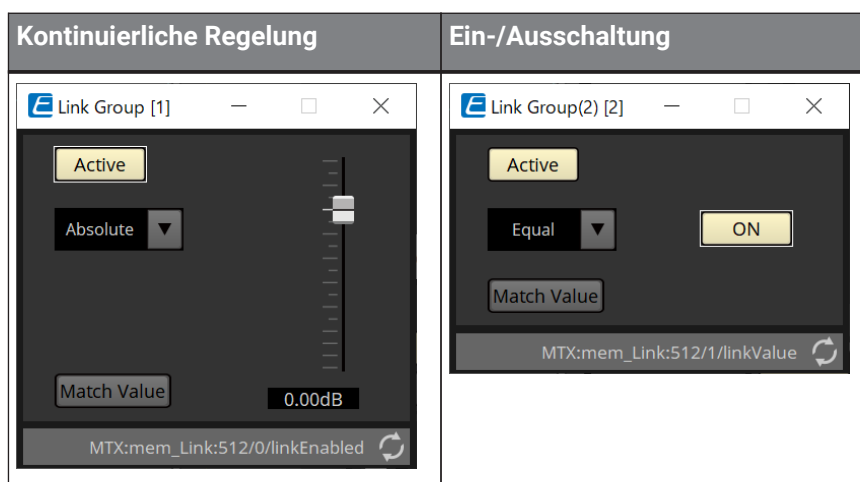 Kontinuierliche Regelung
Ein-/Ausschaltung
Link Group [1]
Active
Absolute
Match Value
0.00dB
MTX:mem_Link:512/0/linkEnabled
Link Group(2) [2]
Active
Equal
ON
Match Value
MTX:mem_Link:512/1/linkValue